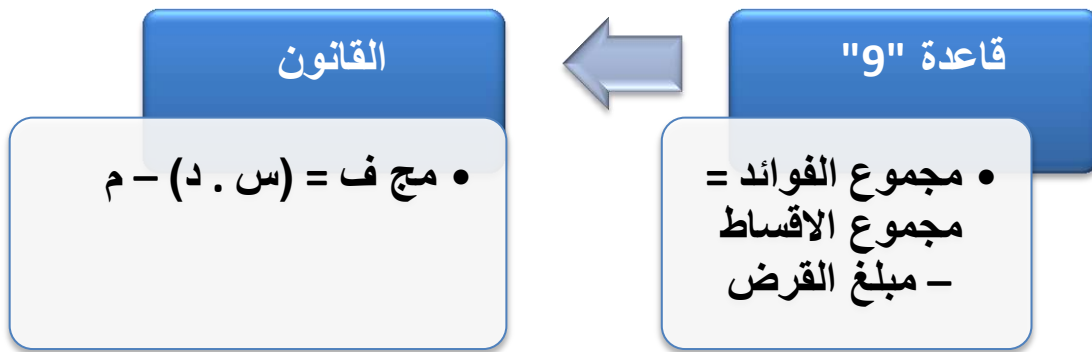 قاعدة "9"
• مجموع الفوائد =
مجموع الاقساط
– مبلغ القرض
القانون
• مج ف = (س . د) – م